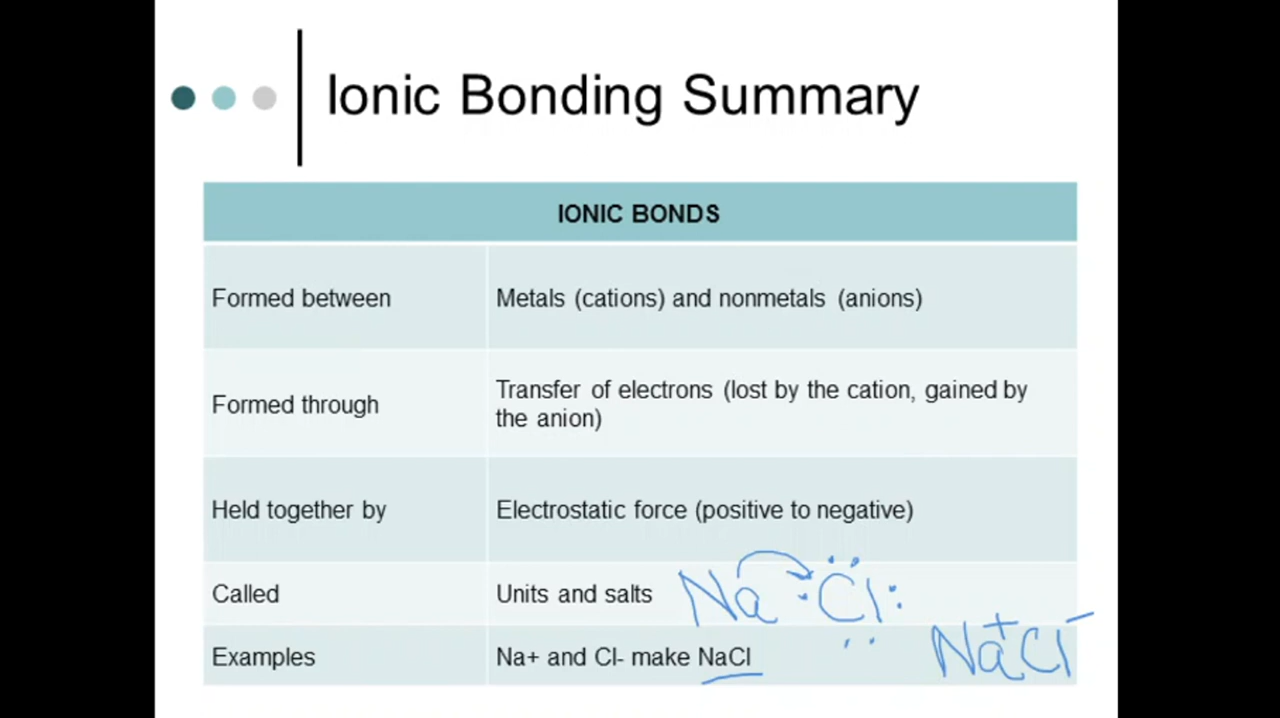 Ionic Bonding Summary
IONIC BONDS
Formed between
Metals (cations) and nonmetals (anions)
Formed through
Transfer of electrons (lost by the cation, gained by
the anion)
Held together by
Electrostatic force (positive to negative)
Called
Units and salts
Na :Cl:
Examples
Na+ and Cl- make NaCl
Na+Cl-